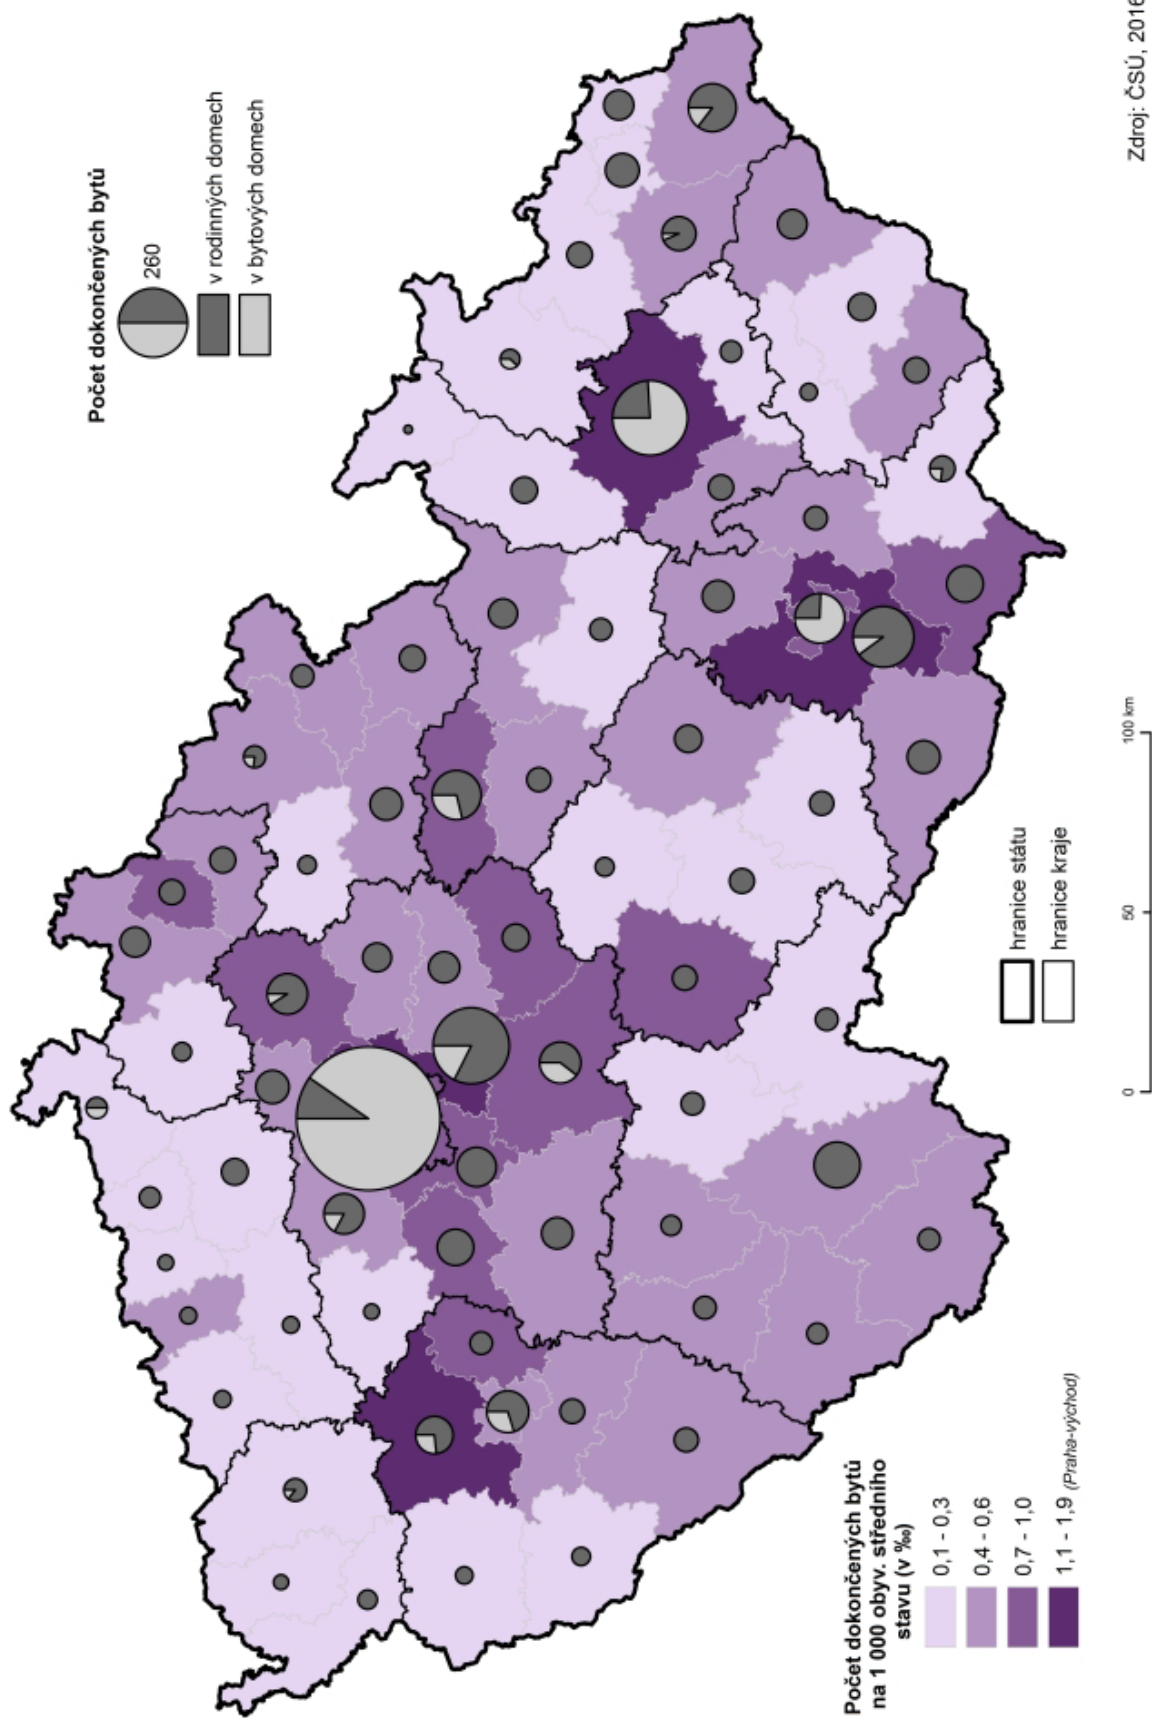 Počet dokončených bytů
260
v rodinných domech
v bytových domech
Počet dokončených bytů
na 1 000 obyv. středního
stavu (v ‰)
0,1 - 0,3
0,4 - 0,6
0,7 - 1,0
1,1 - 1,9 (Praha-východ)
hranice státu
hranice kraje
0 50 100 km
Zdroj: ČSÚ, 2016